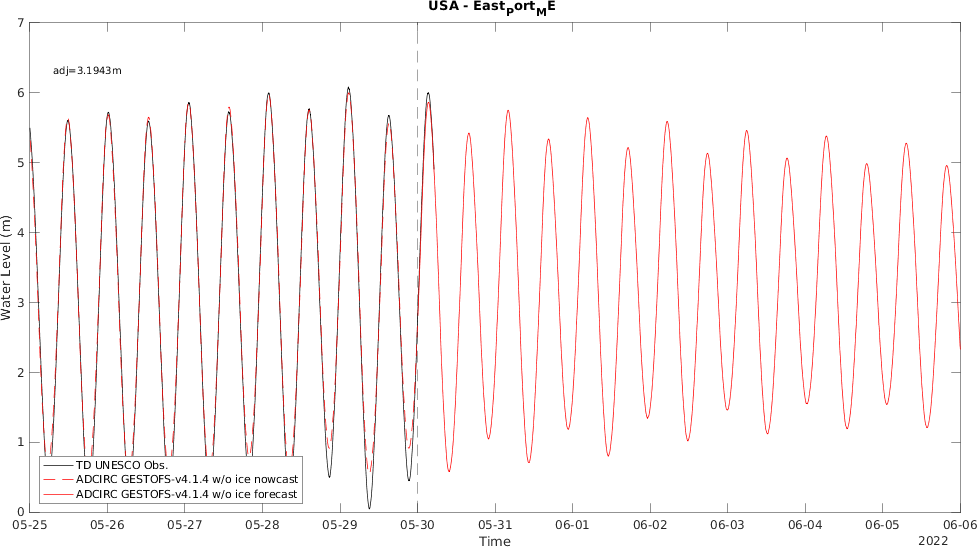 USA - EastPortME
7
adj=3.1943m
6
5
4
3
2
1
0
Water Level (m)
TD UNESCO Obs.
ADCIRC GESTOFS-v4.1.4 w/o ice nowcast
ADCIRC GESTOFS-v4.1.4 w/o ice forecast
05-25 05-26 05-27 05-28 05-29 05-30 05-31 06-01 06-02 06-03 06-04 06-05 06-06
Time
2022